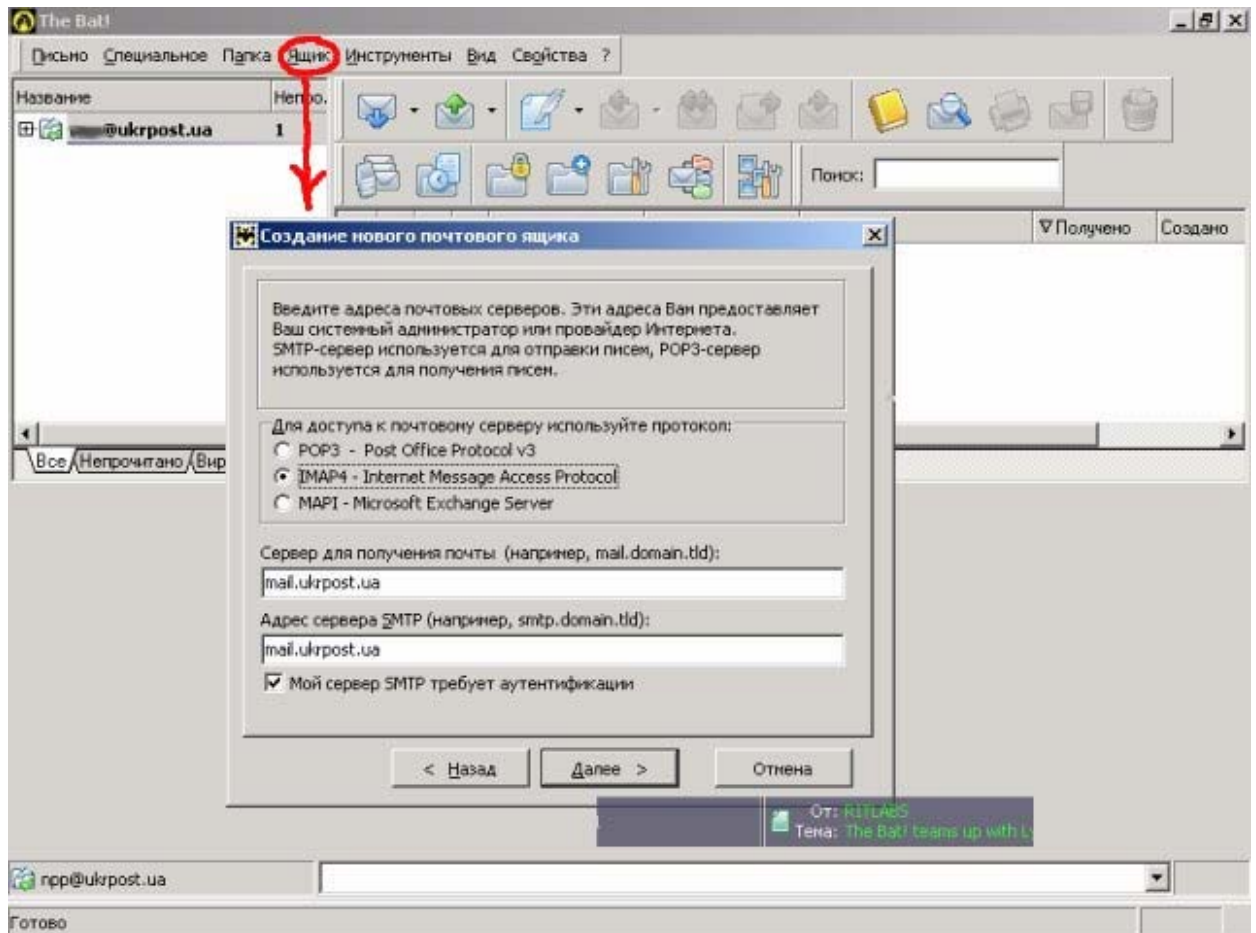 The Bat!
Письмо Специальное Папка Ящик Инструменты Вид Свойства ?
Название Непро.
@ukrpost.ua 1
Поиск:
Получено Создано
Создание нового почтового ящика
Введите адреса почтовых серверов. Эти адреса Вам предоставляет
Ваш системный администратор или провайдер Интернета.
SMTP-сервер используется для отправки писем, POP3-сервер
используется для получения писем.
Для доступа к почтовому серверу используйте протокол:
POP3 - Post Office Protocol v3
IMAP4 - Internet Message Access Protocol
MAPI - Microsoft Exchange Server
Все Непрочитано Вир
Сервер для получения почты (например, mail.domain.tld):
mail.ukrpost.ua
Адрес сервера SMTP (например, smtp.domain.tld):
mail.ukrpost.ua
Мой сервер SMTP требует аутентификации
< Назад Далее > Отмена
От: RITLABS
Тема: The Bat! teams up with Ly
npp@ukrpost.ua
Готово